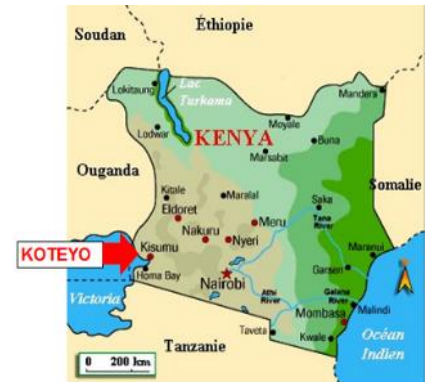 Éthiopie
Soudan
Lokitaung
Lac
Turkana
Mandera
Moyale
Lodwar
KENYA
Buna
Marsabit
Ouganda
Somalie
Kitale
Maralal
Saka
Eldoret
Tana
River
Meru
Nakuru
Nyeri
Maranui
KOTEYO
Kisumu
Garsen
Homa Bay
Nairobi
Athi
River
Galana
River
Malindi
Victoria
Mombasa
Taveta
Kwale
Océan
Indien
Tanzanie
0 200 km